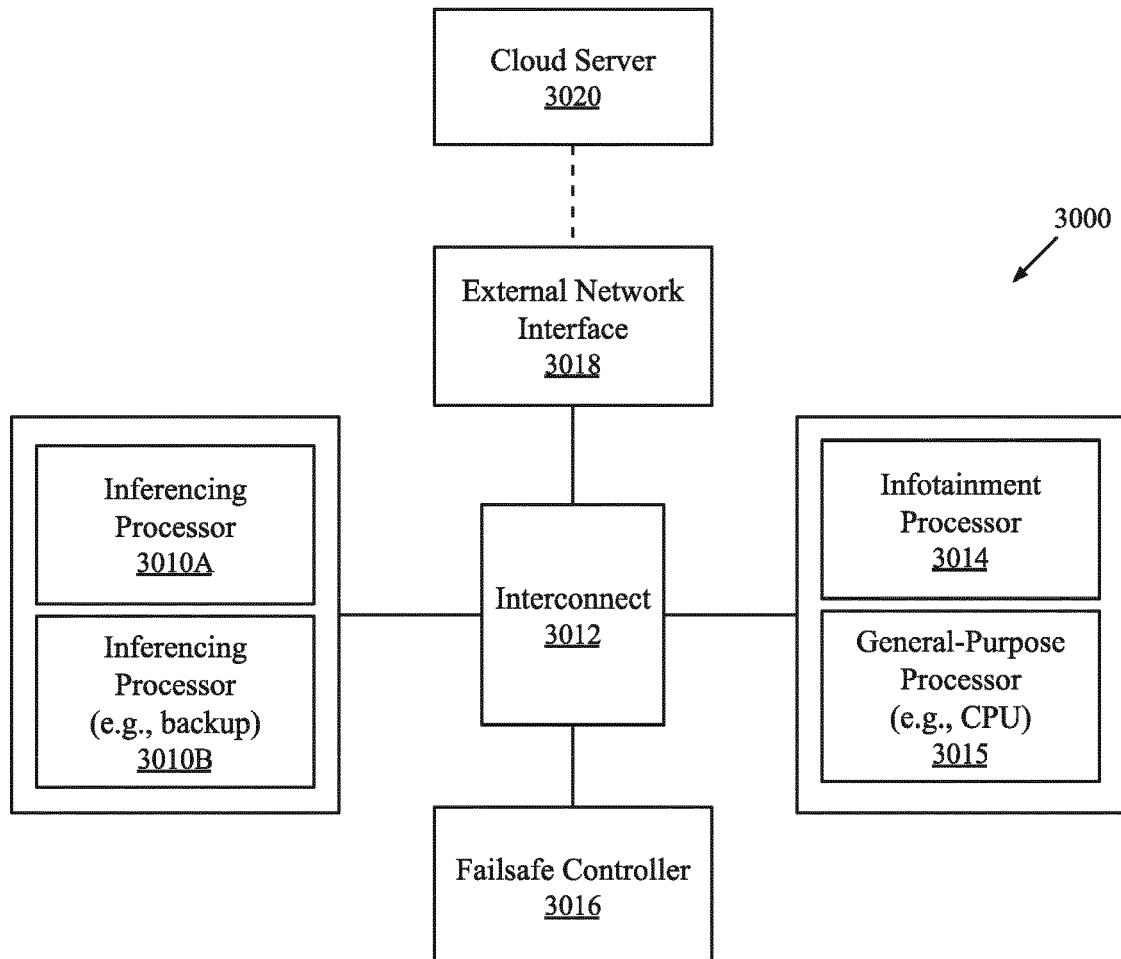 Cloud Server
3020
3000
External Network
Interface
3018
Inferencing
Processor
3010A
Inferencing
Processor
(e.g., backup)
3010B
Interconnect
3012
Infotainment
Processor
3014
General-Purpose
Processor
(e.g., CPU)
3015
Failsafe Controller
3016